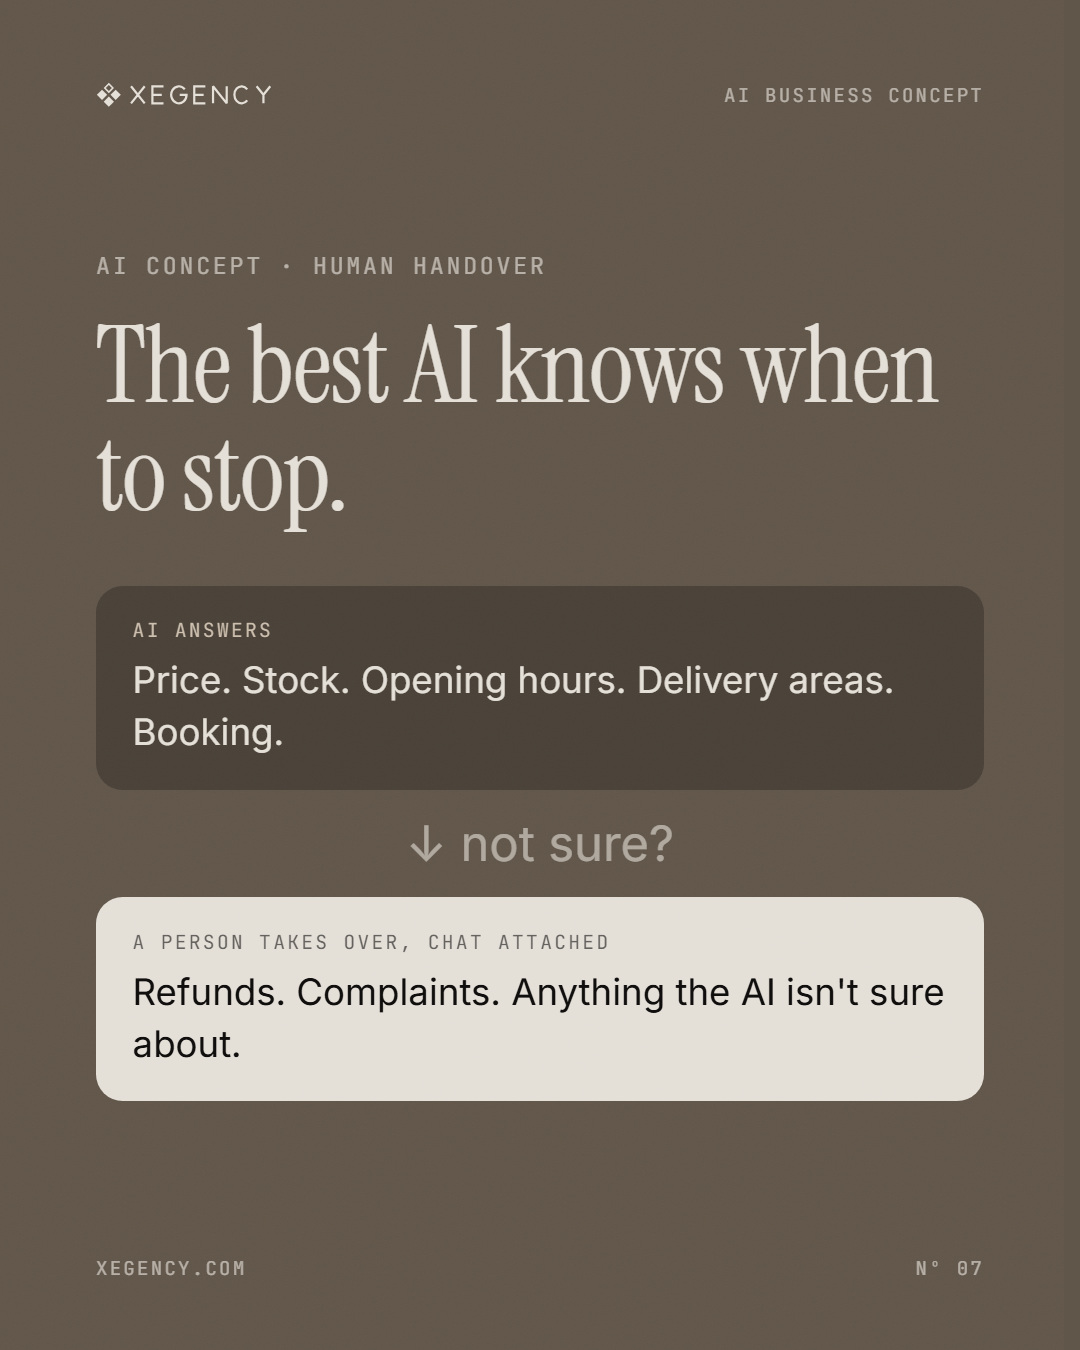 XEGENCY
AI BUSINESS CONCEPT
AI CONCEPT · HUMAN HANDOVER
The best AI knows when
to stop.
AI ANSWERS
Price. Stock. Opening hours. Delivery areas.
Booking.
↓ not sure?
A PERSON TAKES OVER, CHAT ATTACHED
Refunds. Complaints. Anything the AI isn't sure
about.
XEGENCY.COM
N° 07